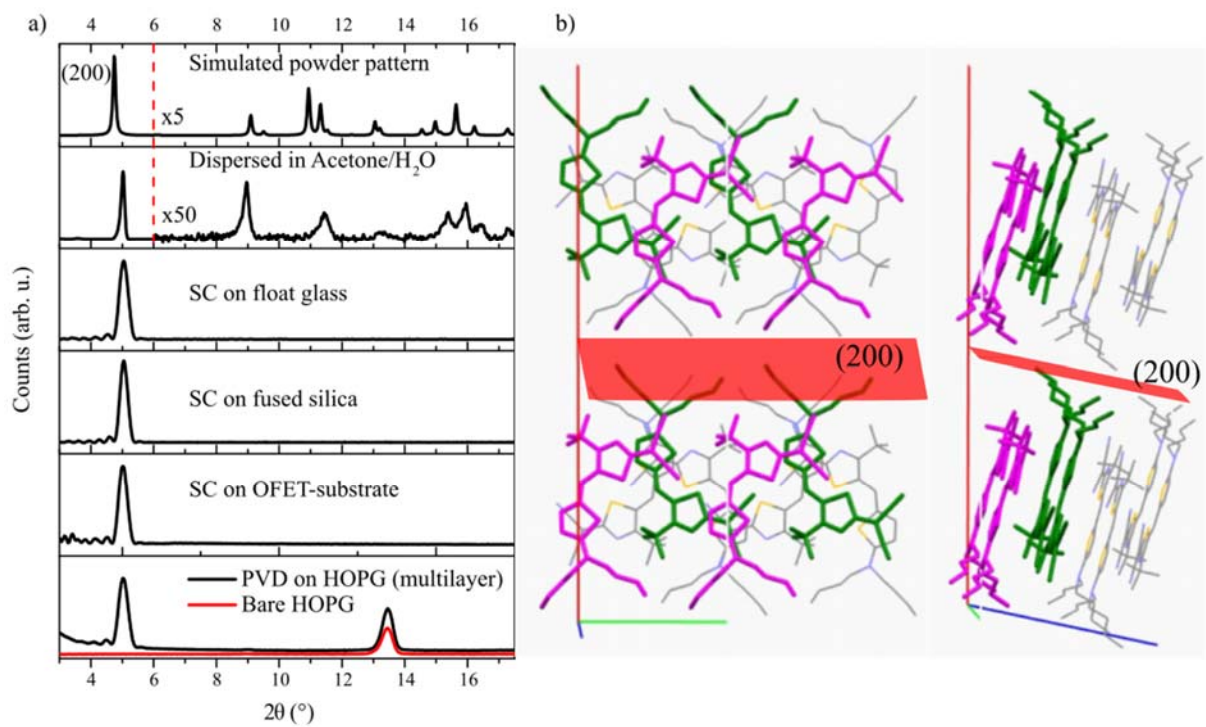 a)
b)
4 6 8 10 12 14 16
(200)
Simulated powder pattern
x5
Dispersed in Acetone/H₂O
x50
SC on float glass
SC on fused silica
SC on OFET-substrate
PVD on HOPG (multilayer)
Bare HOPG
4 6 8 10 12 14 16
2θ (°)
Counts (arb. u.)
(200)
(200)